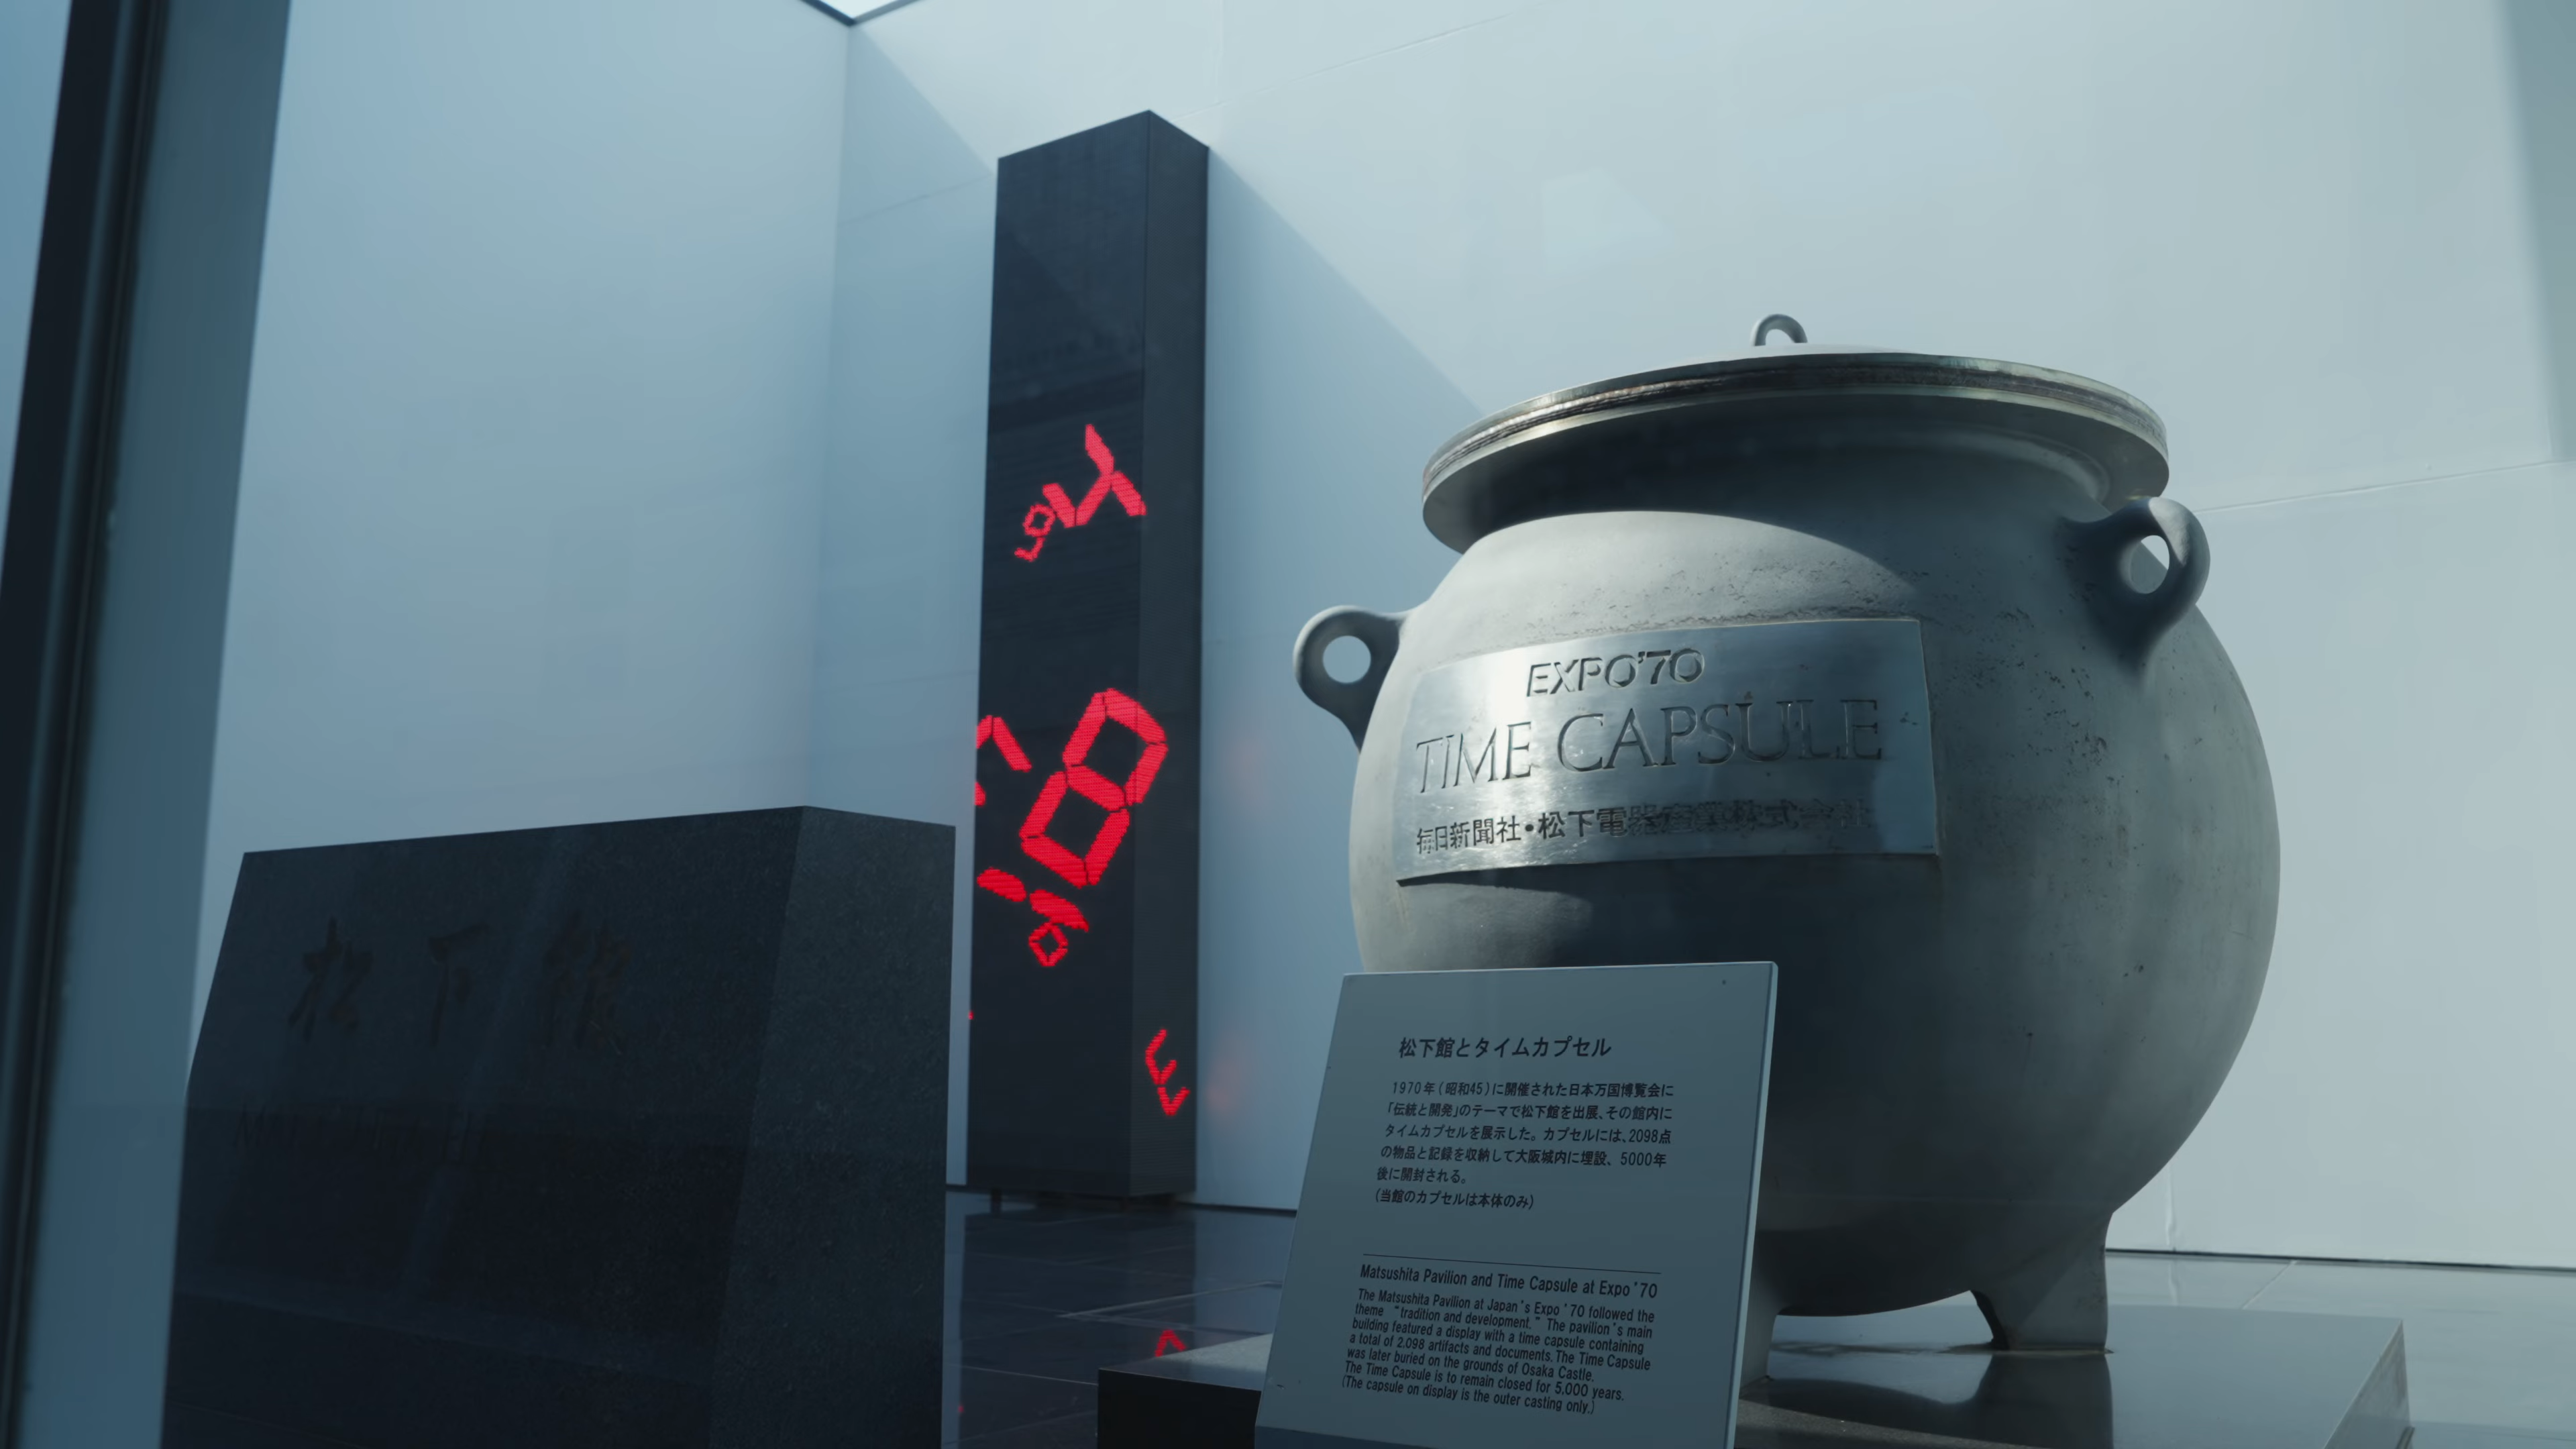 EXPO'70
TIME CAPSULE
毎日新聞社・松下電器産業株式会社
松下館
松下館とタイムカプセル
1970年(昭和45)に開催された日本万国博覧会に
「伝統と開発」のテーマで松下館を出展、その館内に
タイムカプセルを展示した。カプセルには、2098点
の物品と記録を収納して大阪城内に埋設、5000年
後に開封される。
(当館のカプセルは本体のみ)
Matsushita Pavilion and Time Capsule at Expo '70
The Matsushita Pavilion at Japan's Expo '70 followed the
theme "tradition and development." The pavilion's main
building featured a display with a time capsule containing
a total of 2,098 artifacts and documents. The Time Capsule
was later buried on the grounds of Osaka Castle.
The Time Capsule is to remain closed for 5,000 years.
(The capsule on display is the outer casting only.)